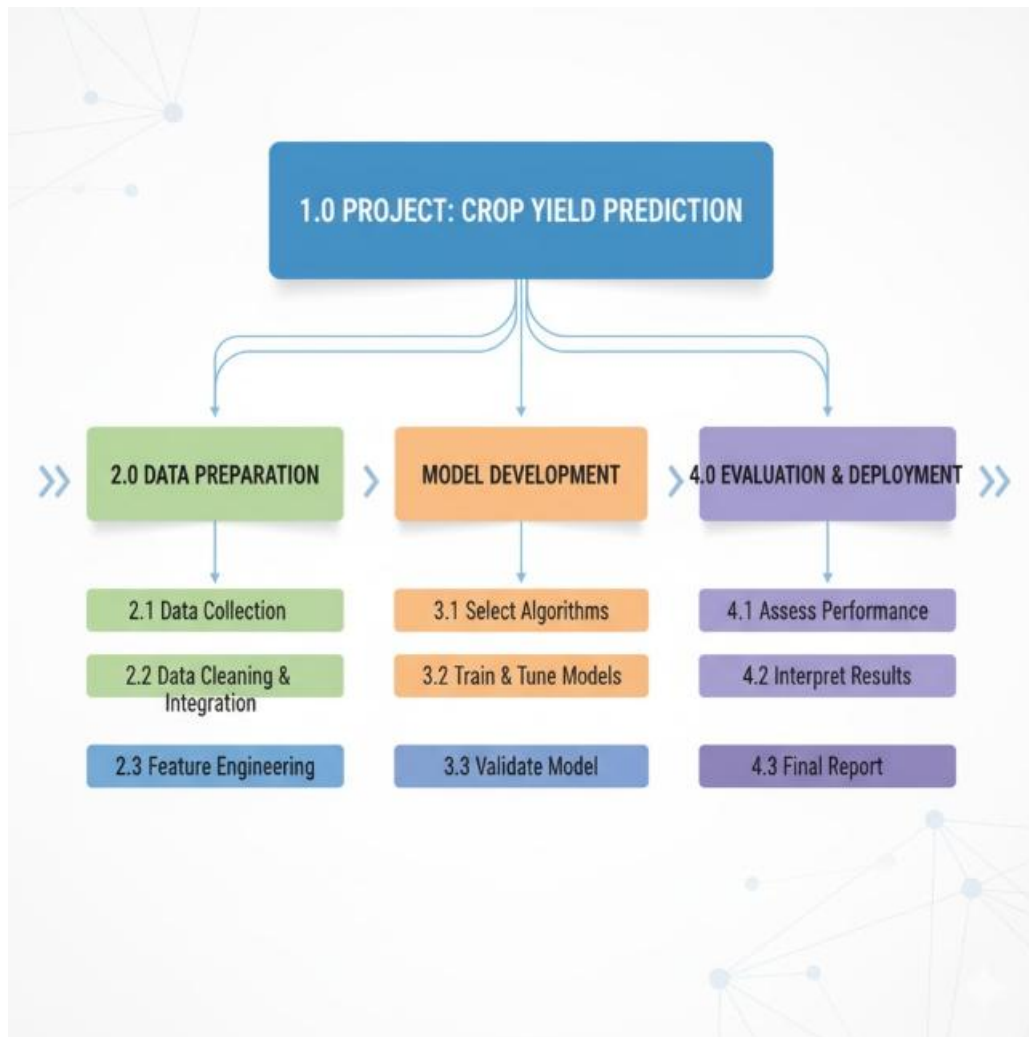 1.0 PROJECT: CROP YIELD PREDICTION
2.0 DATA PREPARATION
MODEL DEVELOPMENT
4.0 EVALUATION & DEPLOYMENT
2.1 Data Collection
3.1 Select Algorithms
4.1 Assess Performance
2.2 Data Cleaning &
Integration
3.2 Train & Tune Models
4.2 Interpret Results
2.3 Feature Engineering
3.3 Validate Model
4.3 Final Report